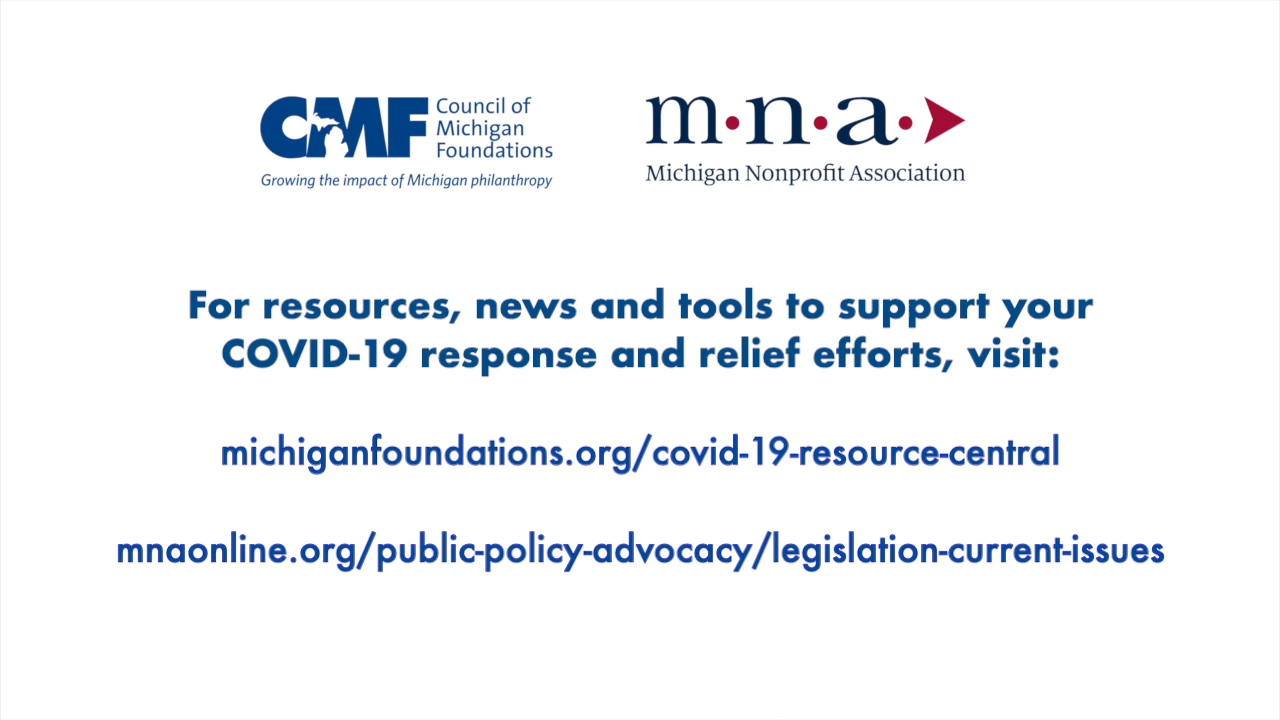 CMF
Council of
Michigan
Foundations
Growing the impact of Michigan philanthropy
m·n·a·
Michigan Nonprofit Association
For resources, news and tools to support your
COVID-19 response and relief efforts, visit:
michiganfoundations.org/covid-19-resource-central
mnaonline.org/public-policy-advocacy/legislation-current-issues